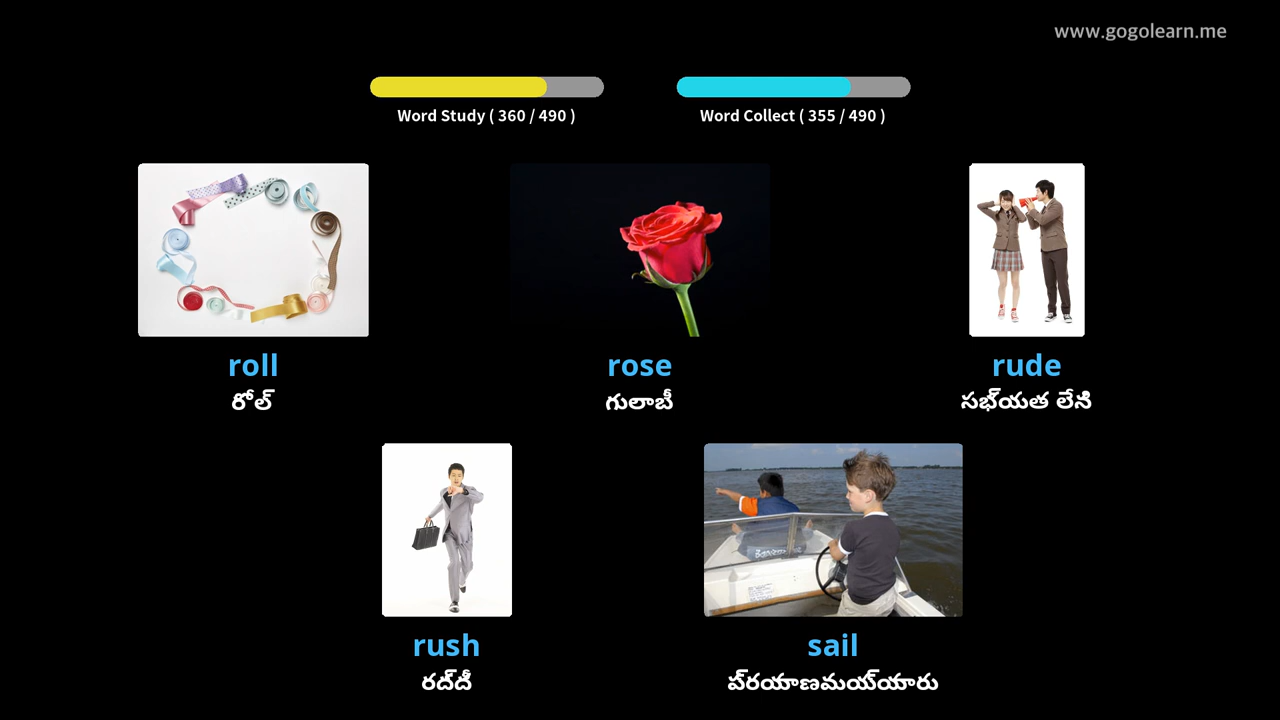 www.gogolearn.me
Word Study ( 360 / 490 )
Word Collect ( 355 / 490 )
roll
రోల్
rose
గులాబీ
rude
సభ్యత లేని
rush
రద్దీ
sail
ప్రయాణమయ్యారు